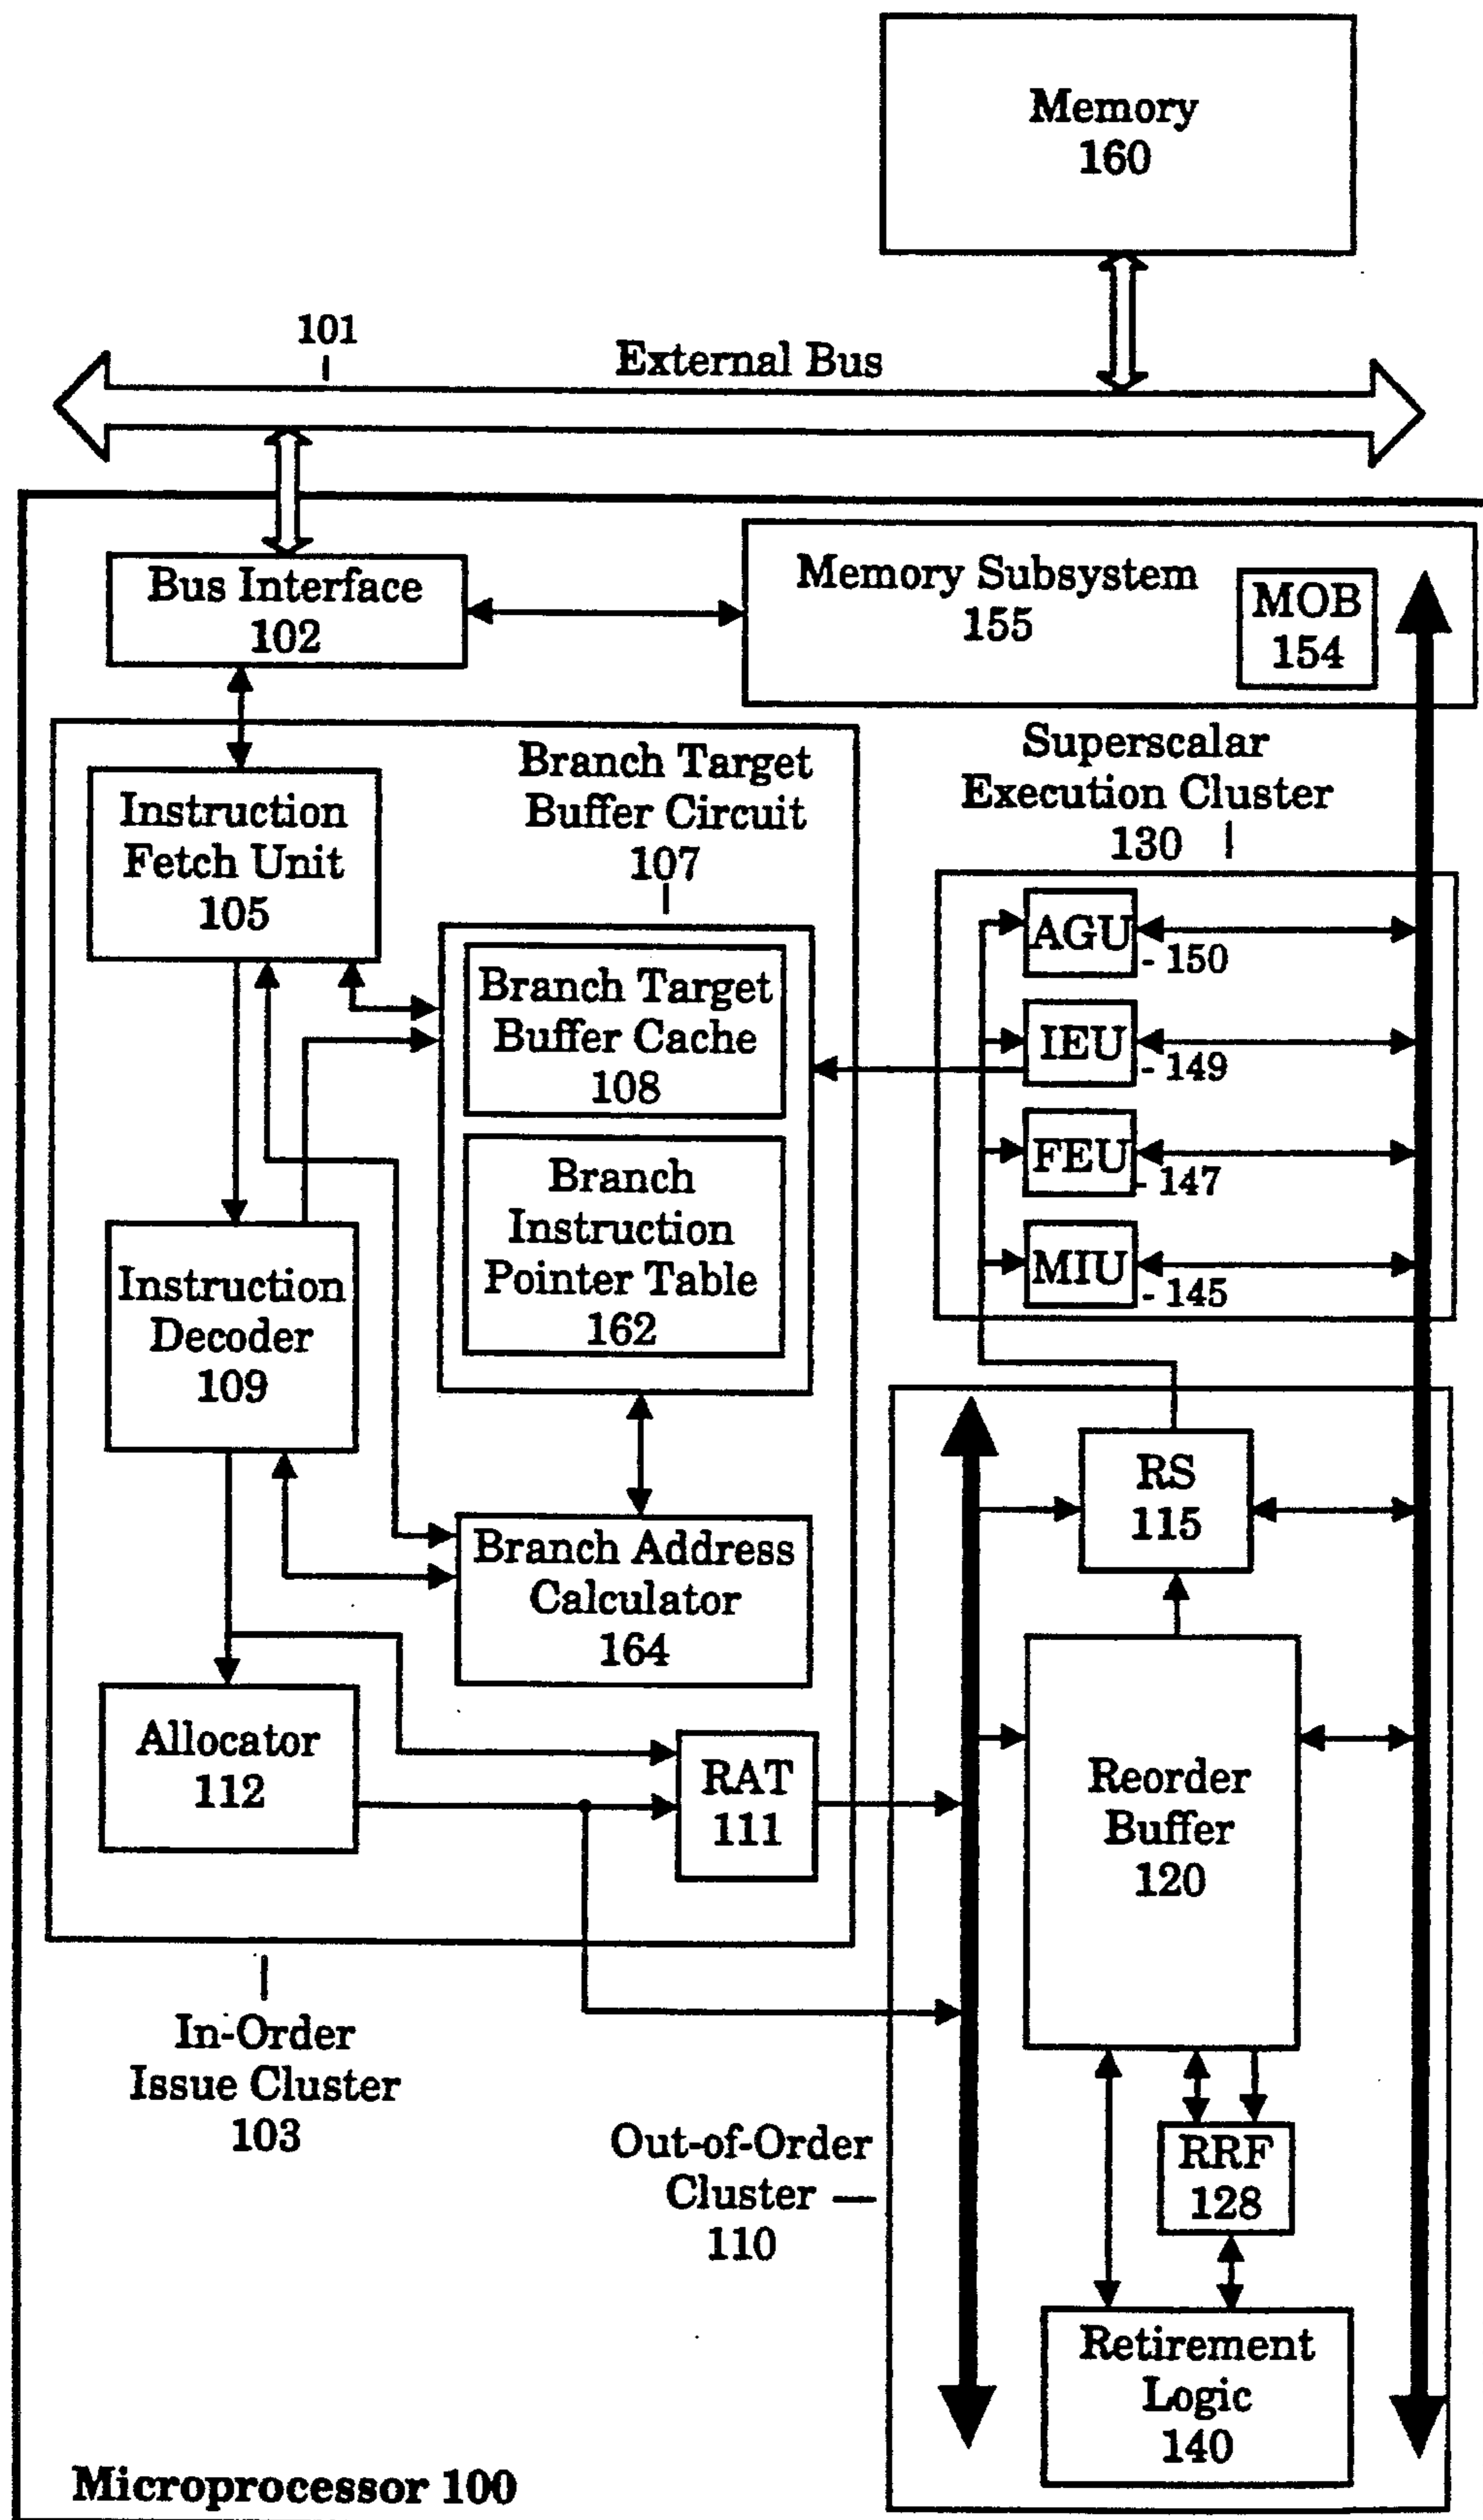 Memory
160
101
External Bus
Bus Interface
102
Memory Subsystem
155
MOB
154
Branch Target
Buffer Circuit
107
Superscalar
Execution Cluster
130
Instruction
Fetch Unit
105
Branch Target
Buffer Cache
108
Branch
Instruction
Pointer Table
162
AGU
150
IEU
149
FEU
147
MIU
145
Instruction
Decoder
109
RS
115
Branch Address
Calculator
164
Allocator
112
RAT
111
Reorder
Buffer
120
In-Order
Issue Cluster
103
Out-of-Order
Cluster
110
RRF
128
Retirement
Logic
140
Microprocessor 100